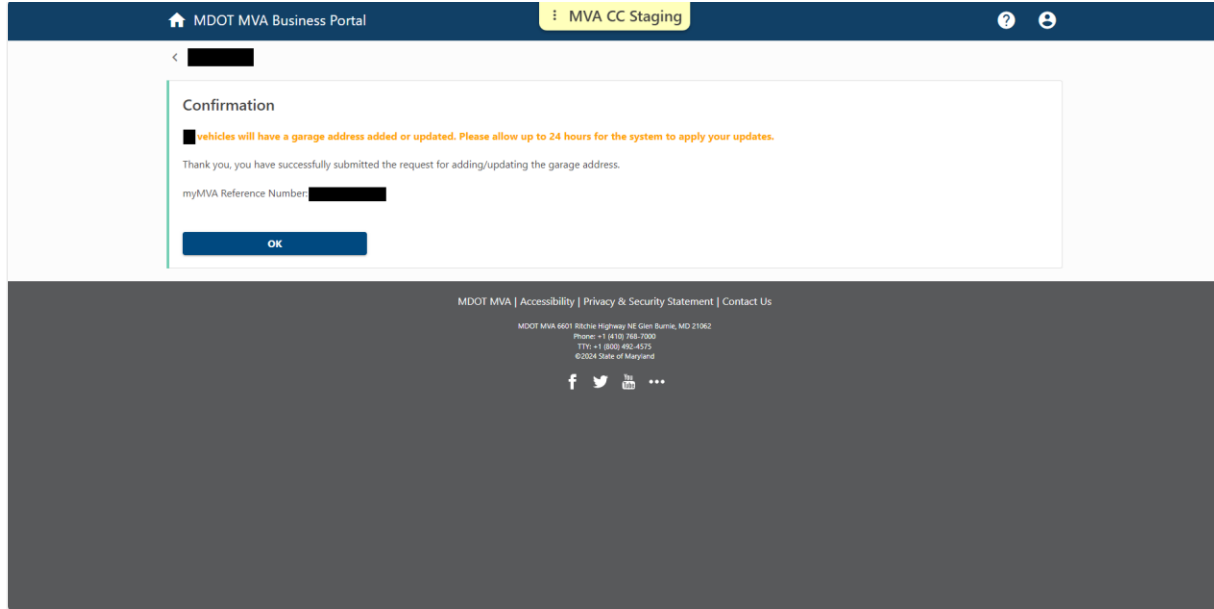 MDOT MVA Business Portal
MVA CC Staging
Confirmation
vehicles will have a garage address added or updated. Please allow up to 24 hours for the system to apply your updates.
Thank you, you have successfully submitted the request for adding/updating the garage address.
myMVA Reference Number:
OK
MDOT MVA | Accessibility | Privacy & Security Statement | Contact Us
MDOT MVA 6601 Ritchie Highway NE Glen Burnie, MD 21062
Phone: +1 (410) 768-7000
TTY: +1 (800) 492-4575
©2024 State of Maryland
You Tube